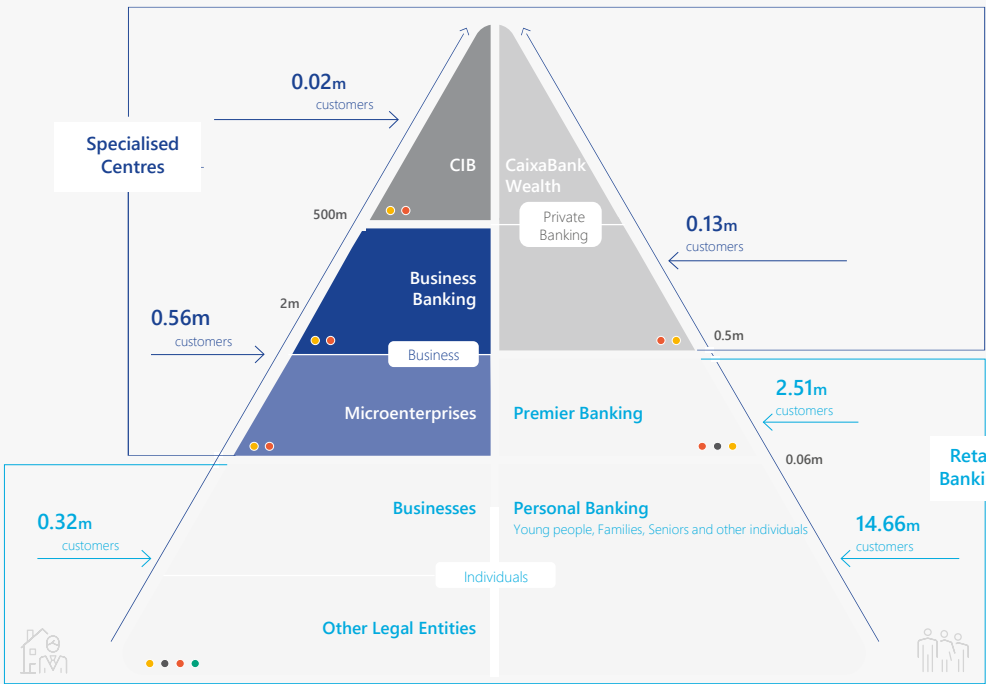 0.02m
customers
Specialised
Centres
CIB
CaixaBank
Wealth
500m
Private
Banking
0.13m
customers
Business
Banking
2m
0.56m
customers
0.5m
Business
2.51m
customers
Microenterprises
Premier Banking
0.06m
Reta
Banki
Businesses
Personal Banking
Young people, Families, Seniors and other individuals
0.32m
customers
14.66m
customers
Individuals
Other Legal Entities